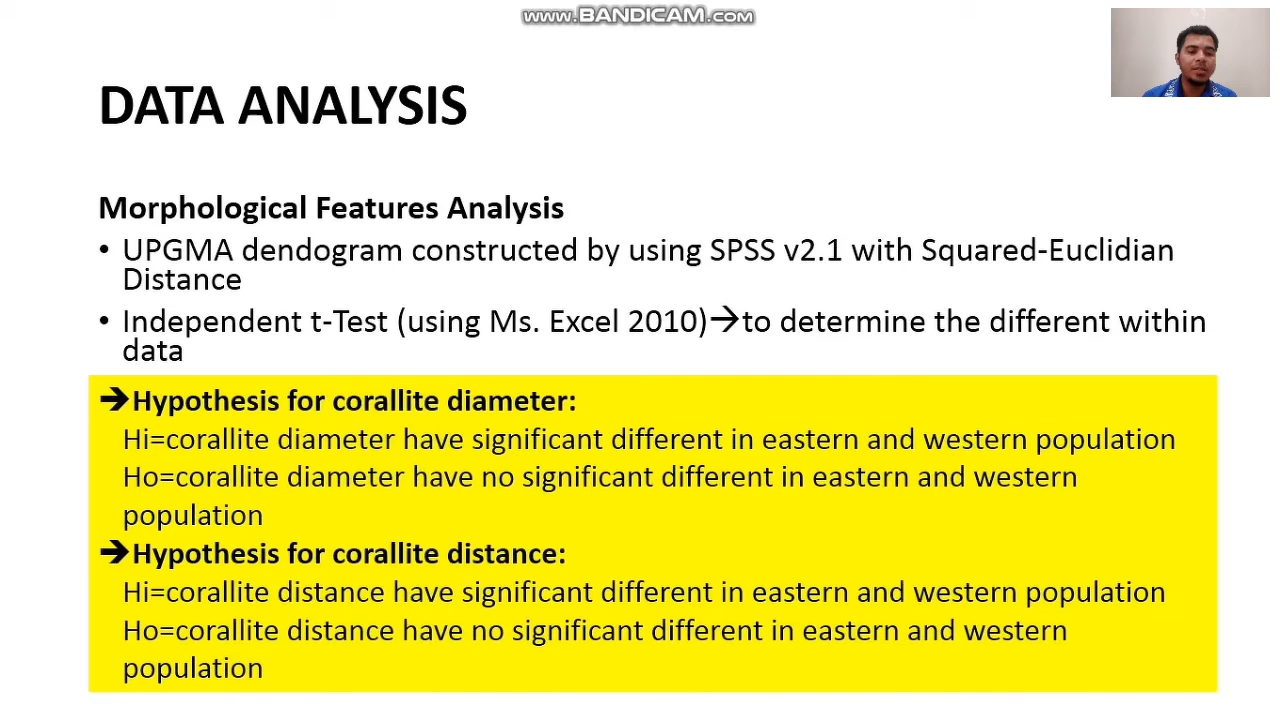 www.BANDICAM.com
DATA ANALYSIS
Morphological Features Analysis
• UPGMA dendogram constructed by using SPSS v2.1 with Squared-Euclidian
Distance
• Independent t-Test (using Ms. Excel 2010)→to determine the different within
data
➔Hypothesis for corallite diameter:
Hi=corallite diameter have significant different in eastern and western population
Ho=corallite diameter have no significant different in eastern and western
population
➔Hypothesis for corallite distance:
Hi=corallite distance have significant different in eastern and western population
Ho=corallite distance have no significant different in eastern and western
population